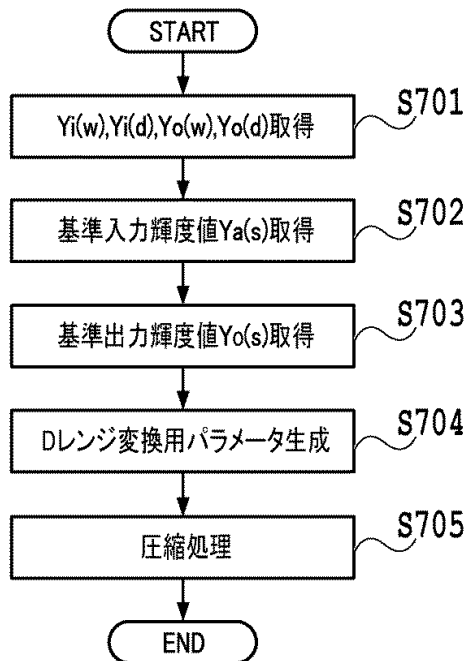 START
Yi(w),Yi(d),Yo(w),Yo(d)取得
S701
基準入力輝度値Ya(s)取得
S702
基準出力輝度値Yo(s)取得
S703
Dレンジ変換用パラメータ生成
S704
圧縮処理
S705
END